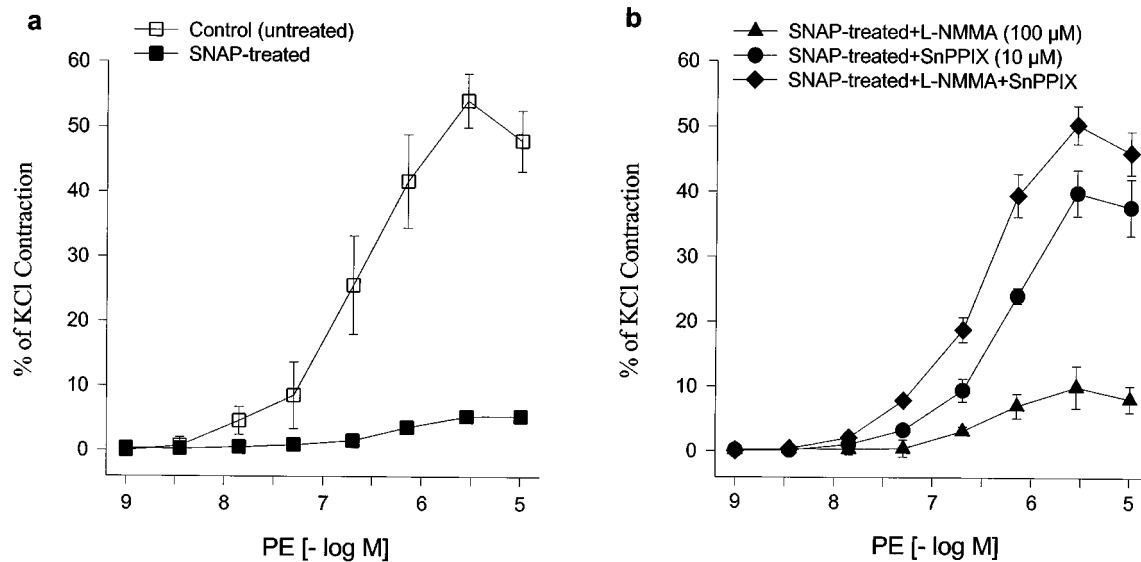 a
Control (untreated)
SNAP-treated
60
50
40
30
20
10
0
% of KCl Contraction
9 8 7 6 5
PE [- log M]
b
SNAP-treated+L-NMMA (100 µM)
SNAP-treated+SnPPIX (10 µM)
SNAP-treated+L-NMMA+SnPPIX
60
50
40
30
20
10
0
% of KCl Contraction
9 8 7 6 5
PE [- log M]